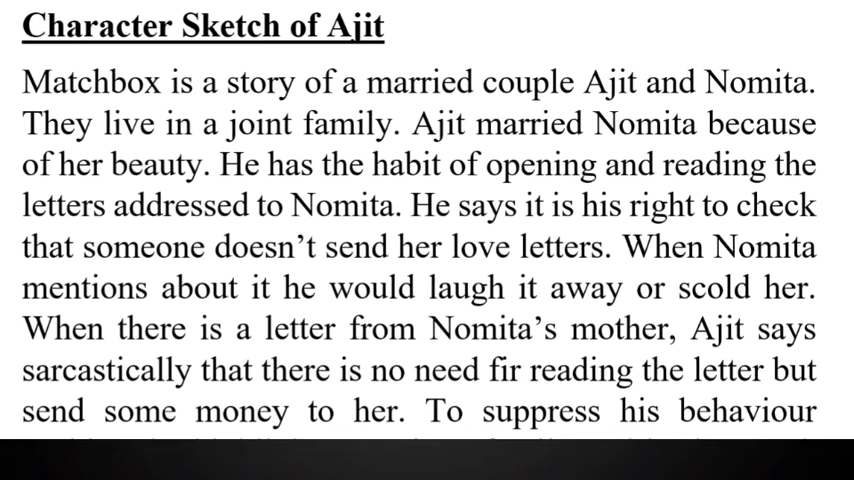 Character Sketch of Ajit
Matchbox is a story of a married couple Ajit and Nomita.
They live in a joint family. Ajit married Nomita because
of her beauty. He has the habit of opening and reading the
letters addressed to Nomita. He says it is his right to check
that someone doesn’t send her love letters. When Nomita
mentions about it he would laugh it away or scold her.
When there is a letter from Nomita’s mother, Ajit says
sarcastically that there is no need fir reading the letter but
send some money to her. To suppress his behaviour